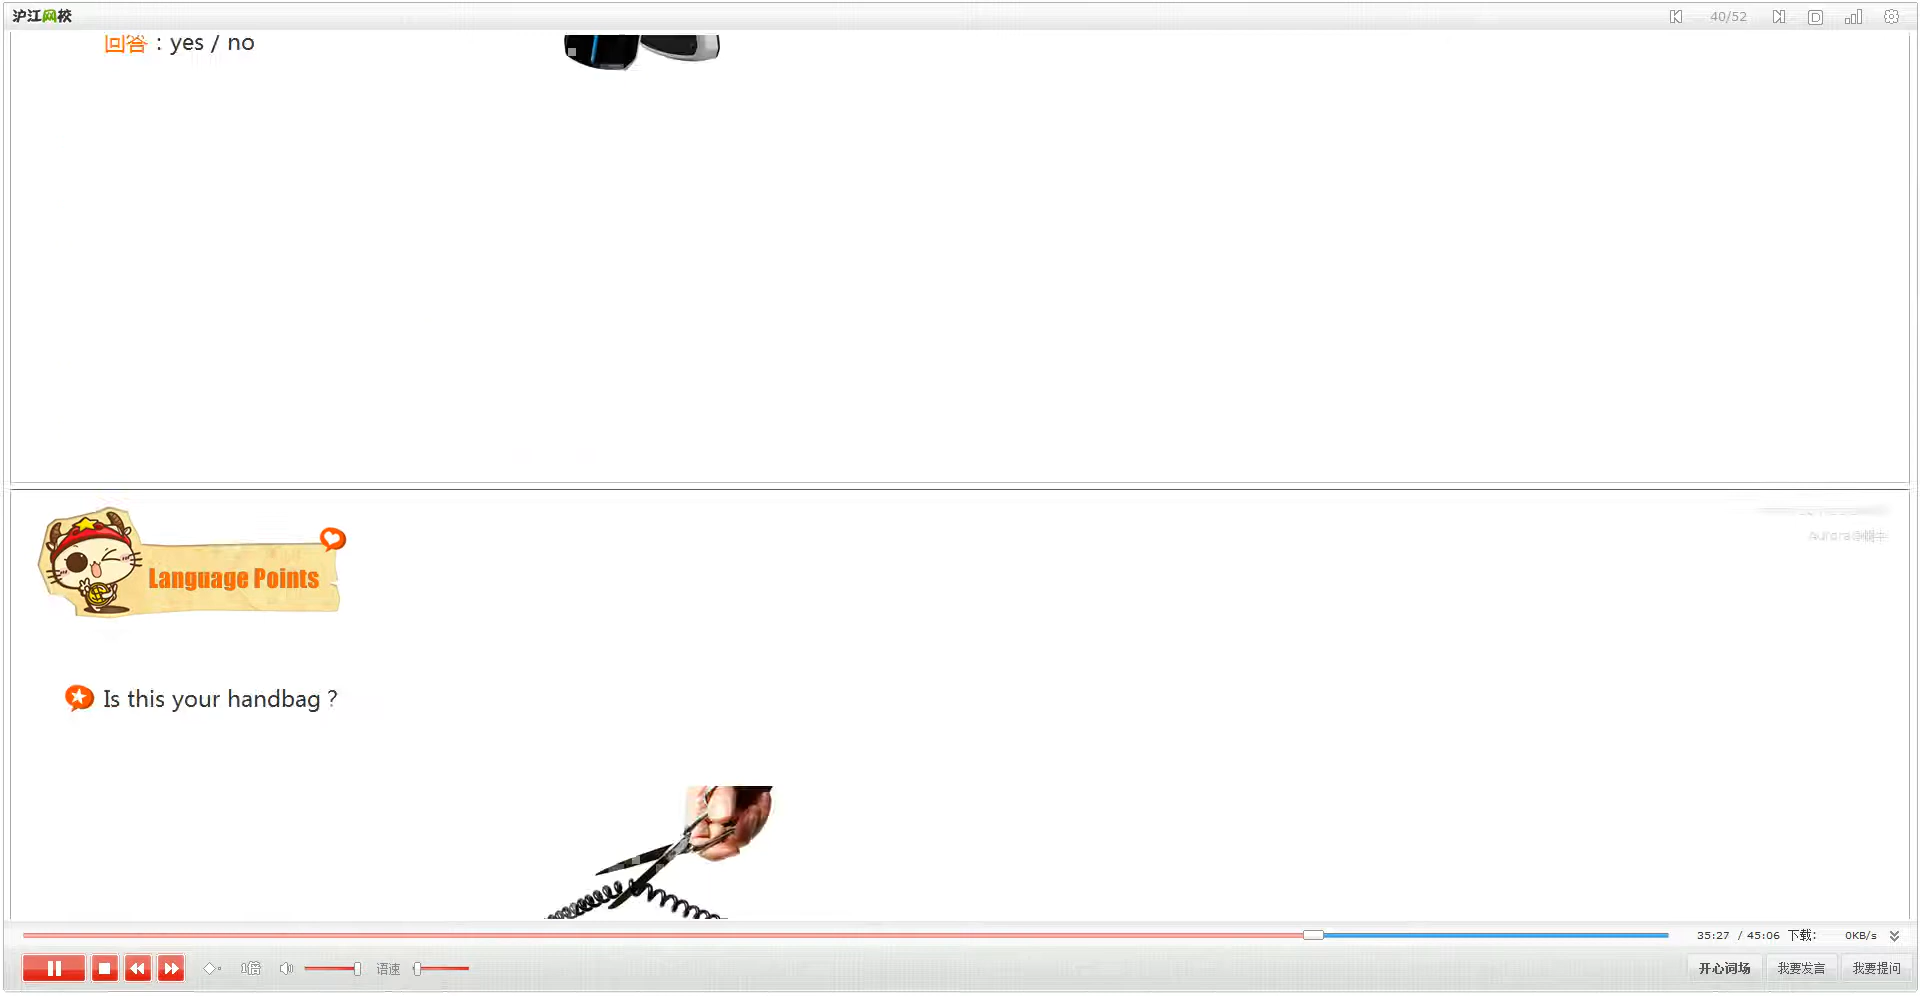 沪江网校
40/52
回答：yes / no
Language Points
Is this your handbag ?
35:27 / 45:06 下载： 0KB/s
1倍
语速
开心词场
我要发言
我要提问